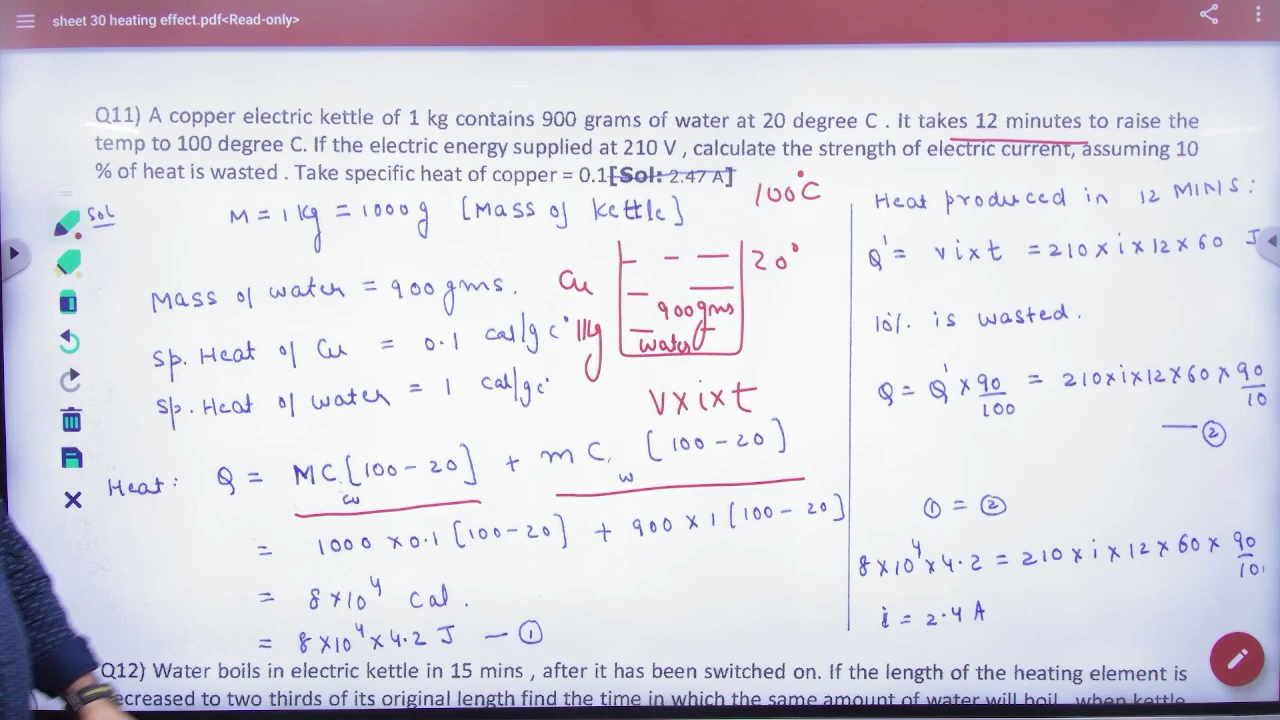 sheet 30 heating effect.pdf<Read-only>
Q11) A copper electric kettle of 1 kg contains 900 grams of water at 20 degree C . It takes 12 minutes to raise the
temp to 100 degree C. If the electric energy supplied at 210 V , calculate the strength of electric current, assuming 10
% of heat is wasted . Take specific heat of copper = 0.1[Sol: 2.47 A]
Sol
M = 1 kg = 1000 g [Mass of kettle]
Mass of water = 900 gms.
Sp. Heat of Cu = 0.1 cal/g c°
Sp. Heat of water = 1 cal/g c°
100°C
20°
Cu
1kg
900gms
water
V×i×t
Heat : Q = MCcu[100-20] + mCw[100-20]
= 1000 × 0.1 [100-20] + 900 × 1 [100-20]
= 8×10⁴ Cal.
= 8×10⁴×4.2 J — ①
Heat produced in 12 MINS :
Q' = vixt = 210×i×12×60 J
10% is wasted.
Q = Q' × 90/100 = 210×i×12×60×90/10
— ②
① = ②
8×10⁴×4.2 = 210×i×12×60×90/10
i = 2.4 A
Q12) Water boils in electric kettle in 15 mins , after it has been switched on. If the length of the heating element is
ecreased to two thirds of its original length find the time in which the same amount of water will boil, when kettle